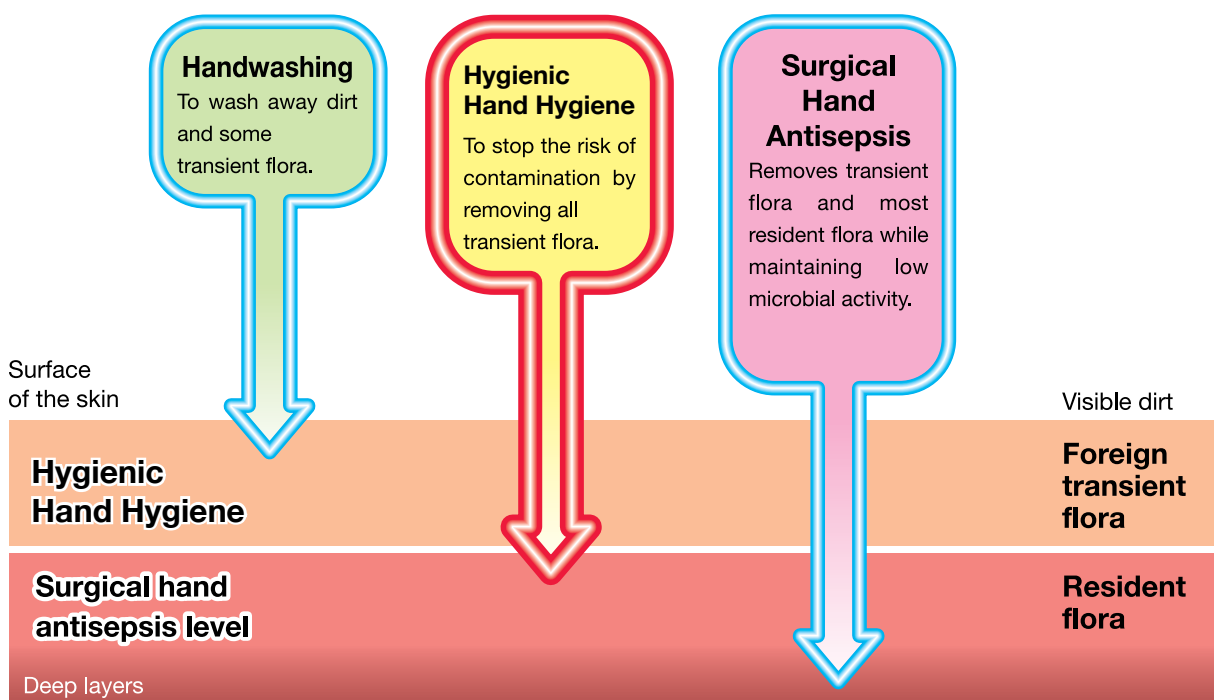 Handwashing
To wash away dirt
and some
transient flora.
Hygienic
Hand Hygiene
To stop the risk of
contamination by
removing all
transient flora.
Surgical
Hand
Antisepsis
Removes transient
flora and most
resident flora while
maintaining low
microbial activity.
Surface
of the skin
Visible dirt
Hygienic
Hand Hygiene
Foreign
transient
flora
Surgical hand
antisepsis level
Resident
flora
Deep layers